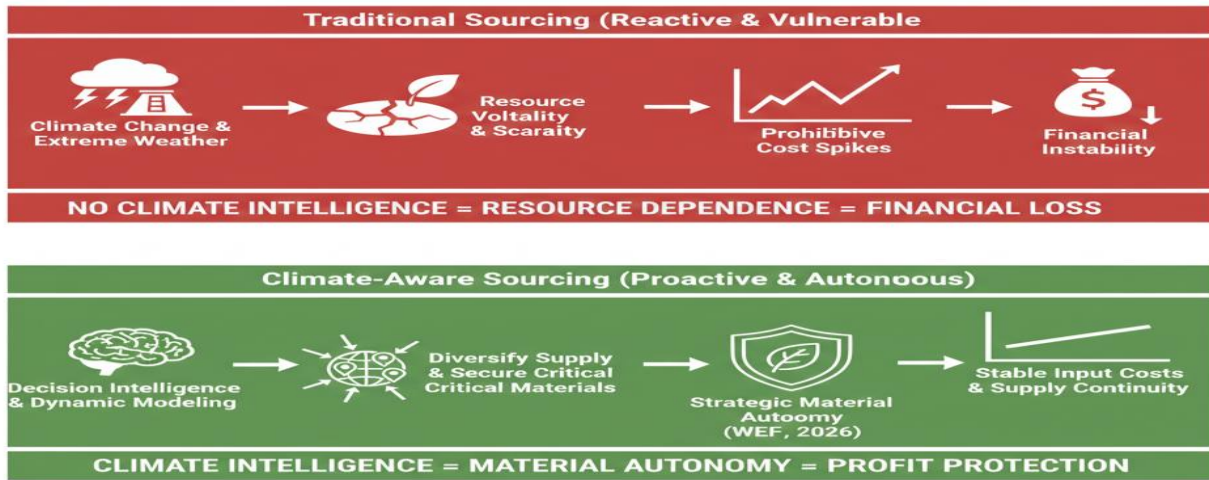 Traditional Sourcing (Reactive & Vulnerable
Climate Change &
Extreme Weather
Resource
Voltality
& Scaraity
Prohibitive
Cost Spikes
$
Financial
Instability
NO CLIMATE INTELLIGENCE = RESOURCE DEPENDENCE = FINANCIAL LOSS
Climate-Aware Sourcing (Proactive & Autonoous)
Decision Intelligence
& Dynamic Modeling
Diversify Supply
& Secure Critical
Critical Materials
Strategic Material
Autoomy
(WEF, 2026)
Stable Input Costs
& Supply Continuity
CLIMATE INTELLIGENCE = MATERIAL AUTONOMY = PROFIT PROTECTION